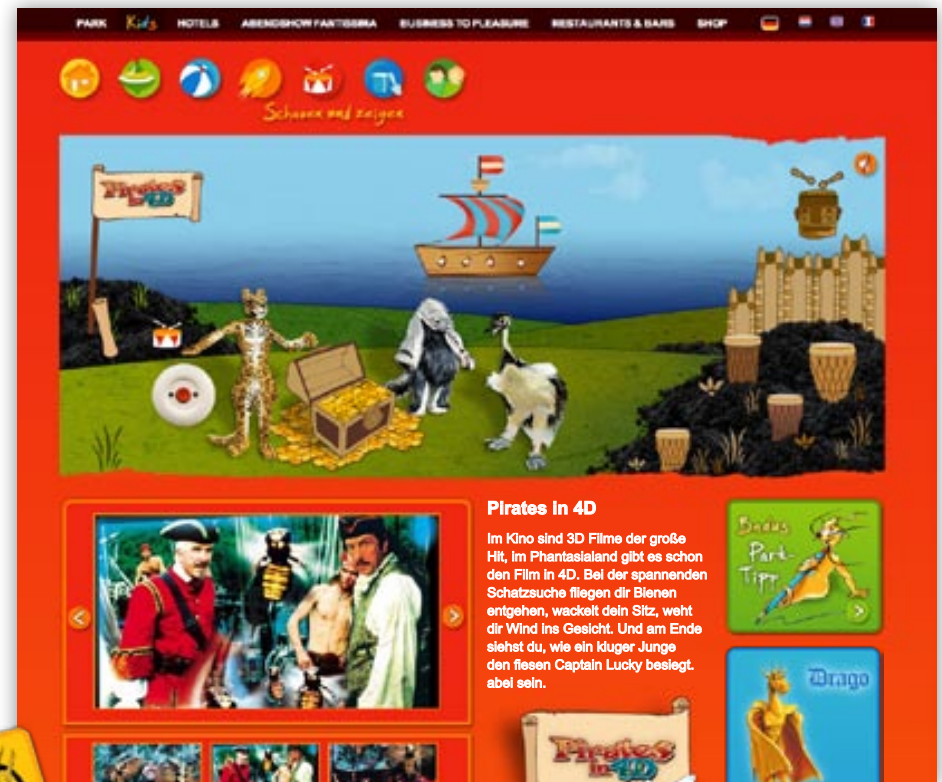 PARK Kids HOTELS ABENDSHOW FANTISSIMA BUSINESS TO PLEASURE RESTAURANTS & BARS SHOP
Schauen und zeigen
Pirates
in 4D
Pirates in 4D
Im Kino sind 3D Filme der große
Hit, im Phantasialand gibt es schon
den Film in 4D. Bei der spannenden
Schatzsuche fliegen dir Bienen
entgehen, wackelt dein Sitz, weht
dir Wind ins Gesicht. Und am Ende
siehst du, wie ein kluger Junge
den fiesen Captain Lucky besiegt.
abei sein.
Park-
Tipp
Drago
Pirates
in 4D